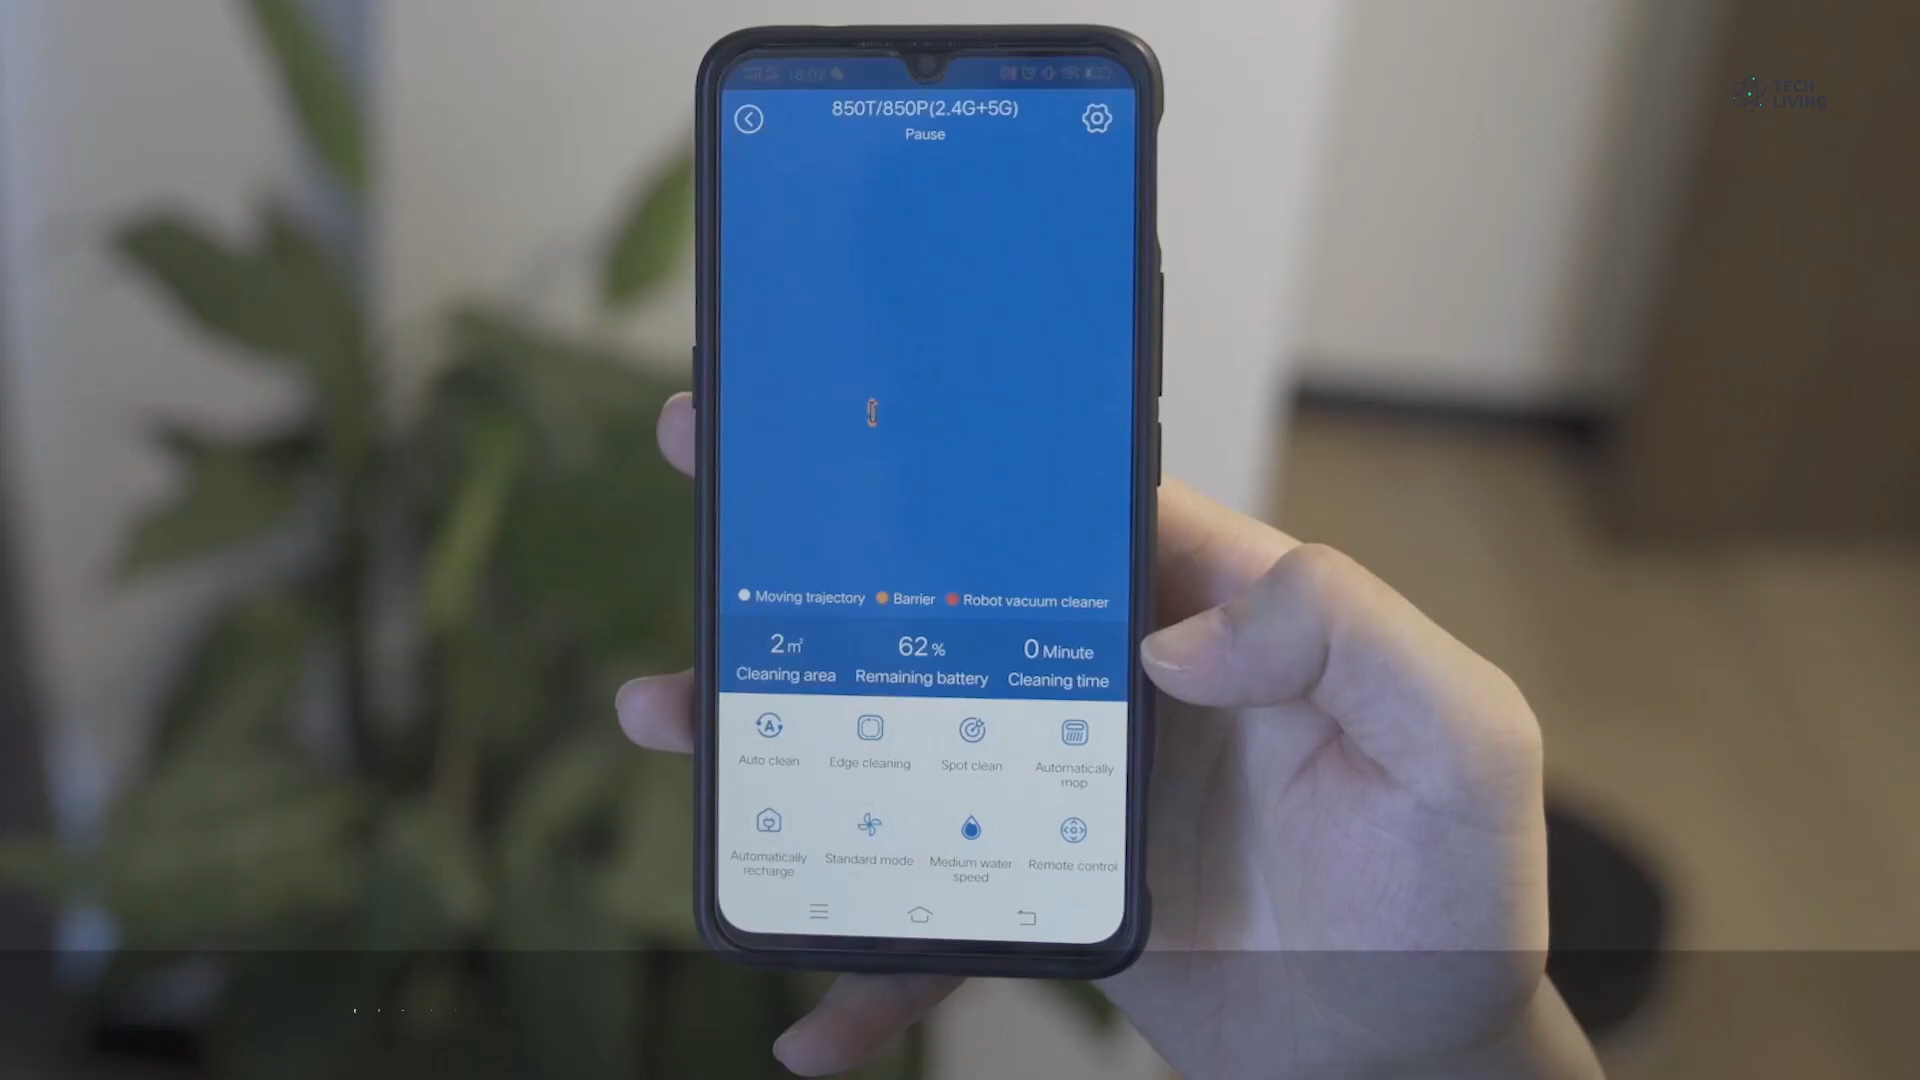 18:02
TECH
LIVING
850T/850P(2.4G+5G)
Pause
Moving trajectory Barrier Robot vacuum cleaner
2 ㎡ 62 % 0 Minute
Cleaning area Remaining battery Cleaning time
A
Auto clean Edge cleaning Spot clean Automatically
mop
Automatically
recharge Standard mode Medium water
speed Remote control